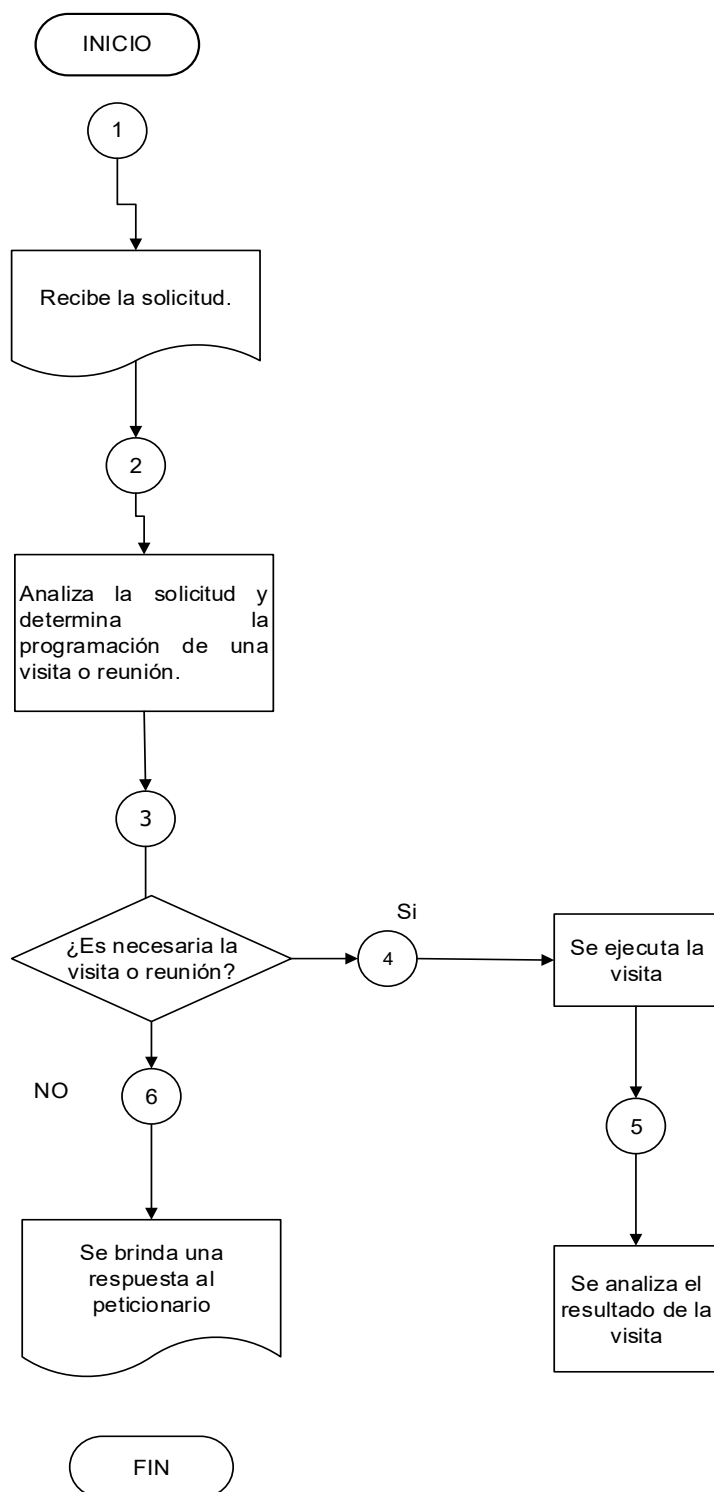 INICIO
1
Recibe la solicitud.
2
Analiza la solicitud y
determina la
programación de una
visita o reunión.
3
¿Es necesaria la
visita o reunión?
Si
4
Se ejecuta la
visita
NO
6
5
Se brinda una
respuesta al
peticionario
Se analiza el
resultado de la
visita
FIN